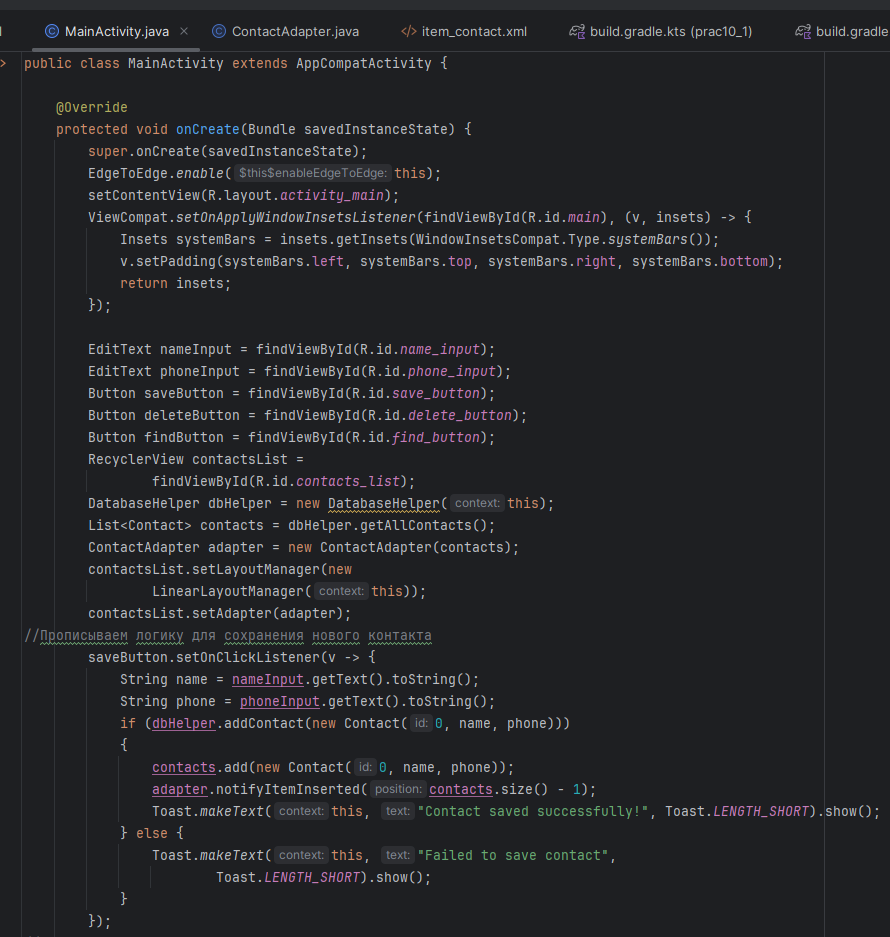 MainActivity.java × ContactAdapter.java </> item_contact.xml build.gradle.kts (prac10_1) build.gradle
public class MainActivity extends AppCompatActivity {
@Override
protected void onCreate(Bundle savedInstanceState) {
super.onCreate(savedInstanceState);
EdgeToEdge.enable( $this$enableEdgeToEdge: this);
setContentView(R.layout.activity_main);
ViewCompat.setOnApplyWindowInsetsListener(findViewById(R.id.main), (v, insets) -> {
Insets systemBars = insets.getInsets(WindowInsetsCompat.Type.systemBars());
v.setPadding(systemBars.left, systemBars.top, systemBars.right, systemBars.bottom);
return insets;
});
EditText nameInput = findViewById(R.id.name_input);
EditText phoneInput = findViewById(R.id.phone_input);
Button saveButton = findViewById(R.id.save_button);
Button deleteButton = findViewById(R.id.delete_button);
Button findButton = findViewById(R.id.find_button);
RecyclerView contactsList =
findViewById(R.id.contacts_list);
DatabaseHelper dbHelper = new DatabaseHelper( context: this);
List<Contact> contacts = dbHelper.getAllContacts();
ContactAdapter adapter = new ContactAdapter(contacts);
contactsList.setLayoutManager(new
LinearLayoutManager( context: this));
contactsList.setAdapter(adapter);
//Прописываем логику для сохранения нового контакта
saveButton.setOnClickListener(v -> {
String name = nameInput.getText().toString();
String phone = phoneInput.getText().toString();
if (dbHelper.addContact(new Contact( id: 0, name, phone)))
{
contacts.add(new Contact( id: 0, name, phone));
adapter.notifyItemInserted( position: contacts.size() - 1);
Toast.makeText( context: this, text: "Contact saved successfully!", Toast.LENGTH_SHORT).show();
} else {
Toast.makeText( context: this, text: "Failed to save contact",
Toast.LENGTH_SHORT).show();
}
});